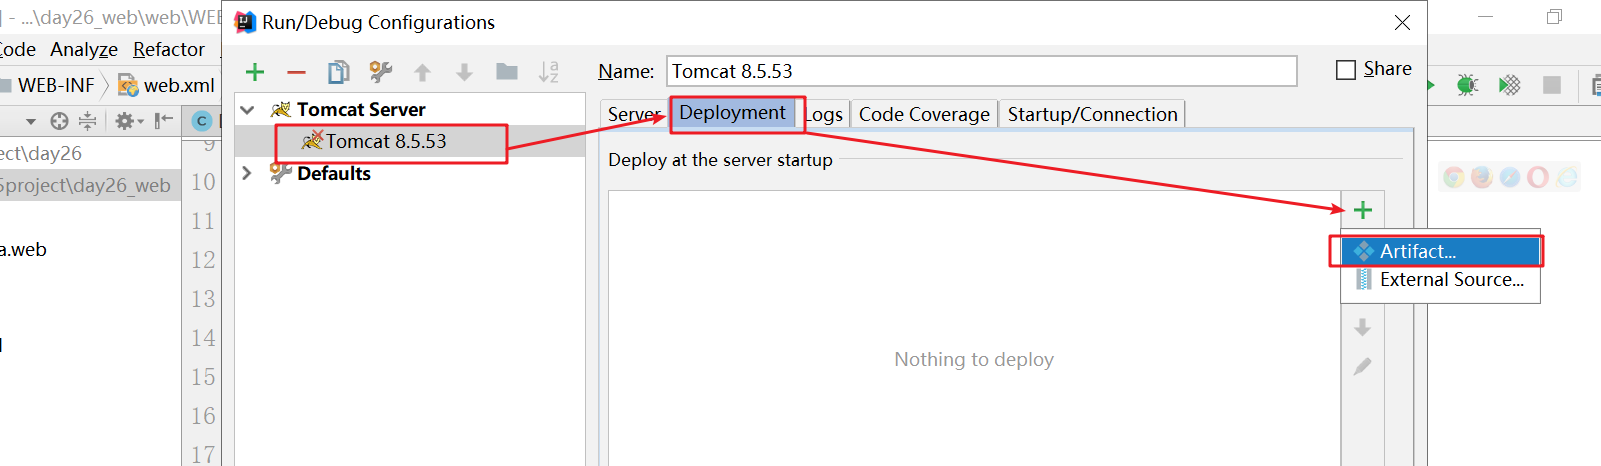 ] - ...\day26_web\web\WEB
Run/Debug Configurations
Code Analyze Refactor
WEB-INF
web.xml
Name:
Tomcat 8.5.53
Share
Tomcat Server
Server
Deployment
Logs
Code Coverage
Startup/Connection
Tomcat 8.5.53
Defaults
Deploy at the server startup
ect\day26
project\day26_web
a.web
9
10
11
12
13
14
15
16
17
Artifact...
External Source...
Nothing to deploy